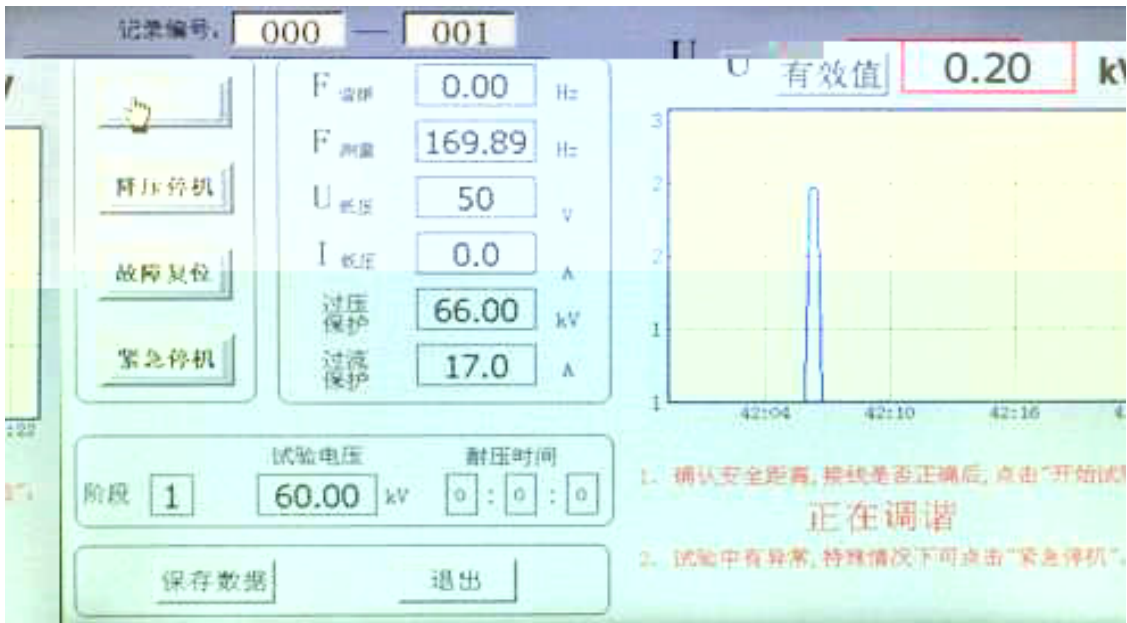 记录编号. 000 — 001
U 有效值 0.20 kV
F 谐振 0.00 Hz
F 测量 169.89 Hz
降压停机
U 低压 50 V
I 低压 0.0 A
故障复位
过压保护 66.00 kV
紧急停机
过流保护 17.0 A
3
2
2
1
1
42:04 42:10 42:16
:22
试验电压 耐压时间
阶段 1 60.00 kV 0 : 0 : 0
1. 确认安全距离,接线是否正确后,点击"开始试
正在调谐
2. 试验中有异常,特殊情况下可点击"紧急停机".
保存数据 退出